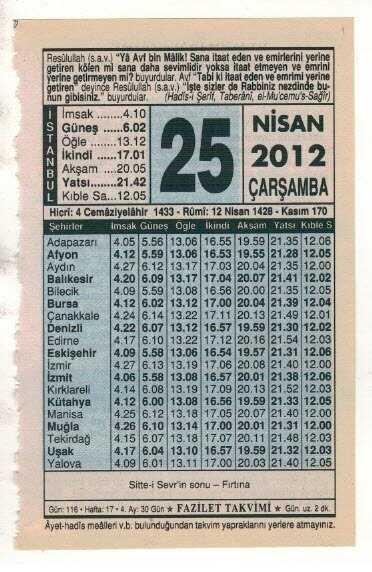 Resûlullah (s.a.v.) "Yâ Avf bin Mâlik! Sana itaat eden ve emirlerini yerine
getiren kölen mi sana daha sevimlidir yoksa itaat etmeyen ve emrini
yerine getirmeyen mi? buyurdular. Avf "Tabi ki itaat eden ve emrimi yerine
getiren" deyince Resûlullah (s.a.v.) "İşte sizler de Rabbiniz nezdinde bu-
nun gibisiniz." buyurdular. (Hadîs-i Şerîf, Taberânî, el-Mu'cemu's-Sağîr)
İSTANBUL
İmsak ......... 4.10
Güneş ...... 6.02
Öğle ......... 13.12
İkindi ...... 17.01
Akşam ... 20.05
Yatsı ....... 21.42
Kıble Sa... 12.05
25
NİSAN
2012
ÇARŞAMBA
Hicrî: 4 Cemâziyelâhir 1433 - Rûmî: 12 Nisan 1428 - Kasım 170
Şehirler İmsak Güneş Öğle İkindi Akşam Yatsı Kıble S
Adapazarı 4.05 5.56 13.06 16.55 19.59 21.35 12.06
Afyon 4.12 5.59 13.06 16.53 19.55 21.28 12.05
Aydın 4.27 6.12 13.17 17.03 20.04 21.35 12.00
Balıkesir 4.20 6.09 13.17 17.04 20.07 21.41 12.02
Bilecik 4.09 5.59 13.08 16.56 20.00 21.35 12.05
Bursa 4.12 6.02 13.12 17.00 20.04 21.39 12.04
Çanakkale 4.24 6.14 13.22 17.11 20.13 21.49 12.01
Denizli 4.22 6.07 13.12 16.57 19.59 21.30 12.02
Edirne 4.17 6.10 13.22 17.12 20.16 21.54 12.03
Eskişehir 4.09 5.58 13.06 16.54 19.57 21.31 12.06
İzmir 4.27 6.13 13.19 17.06 20.08 21.40 12.00
İzmit 4.06 5.58 13.08 16.57 20.01 21.38 12.06
Kırklareli 4.14 6.08 13.19 17.09 20.13 21.52 12.03
Kütahya 4.12 6.00 13.08 16.56 19.59 21.33 12.05
Manisa 4.25 6.12 13.18 17.05 20.07 21.40 12.00
Muğla 4.26 6.10 13.14 17.00 20.01 21.31 12.00
Tekirdağ 4.15 6.07 13.18 17.07 20.11 21.48 12.03
Uşak 4.17 6.04 13.10 16.57 19.59 21.32 12.03
Yalova 4.09 6.01 13.11 17.00 20.03 21.40 12.05
Sitte-i Sevr'in sonu – Fırtına
Gün: 116 • Hafta: 17 • 4. Ay: 30 Gün ★ FAZİLET TAKVİMİ ★ Gün uz. 2 dk.
Âyet-hadîs meâlleri v.b. bulunduğundan takvim yapraklarını yerlere atmayınız.